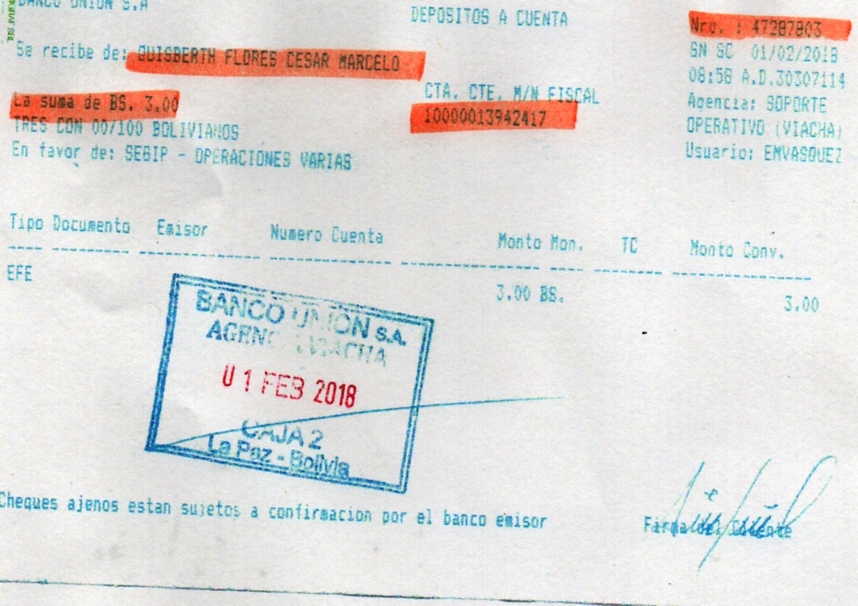 BANCO UNION S.A
DEPOSITOS A CUENTA
Nro. : 47287803
SN SC 01/02/2018
08:58 A.D.30307114
Agencia: SOPORTE
OPERATIVO (VIACHA)
Usuario: EMVASQUEZ
Se recibe de: QUISBERTH FLORES CESAR MARCELO
CTA. CTE. M/N FISCAL
10000013942417
La suma de BS. 3.00
TRES CON 00/100 BOLIVIANOS
En favor de: SEGIP - OPERACIONES VARIAS
Tipo Documento Emisor Numero Cuenta Monto Mon. TC Monto Conv.
EFE 3.00 BS. 3.00
BANCO UNION S.A.
AGENCIA VIACHA
01 FEB 2018
CAJA 2
La Paz - Bolivia
Cheques ajenos estan sujetos a confirmacion por el banco emisor
Firma del Cliente